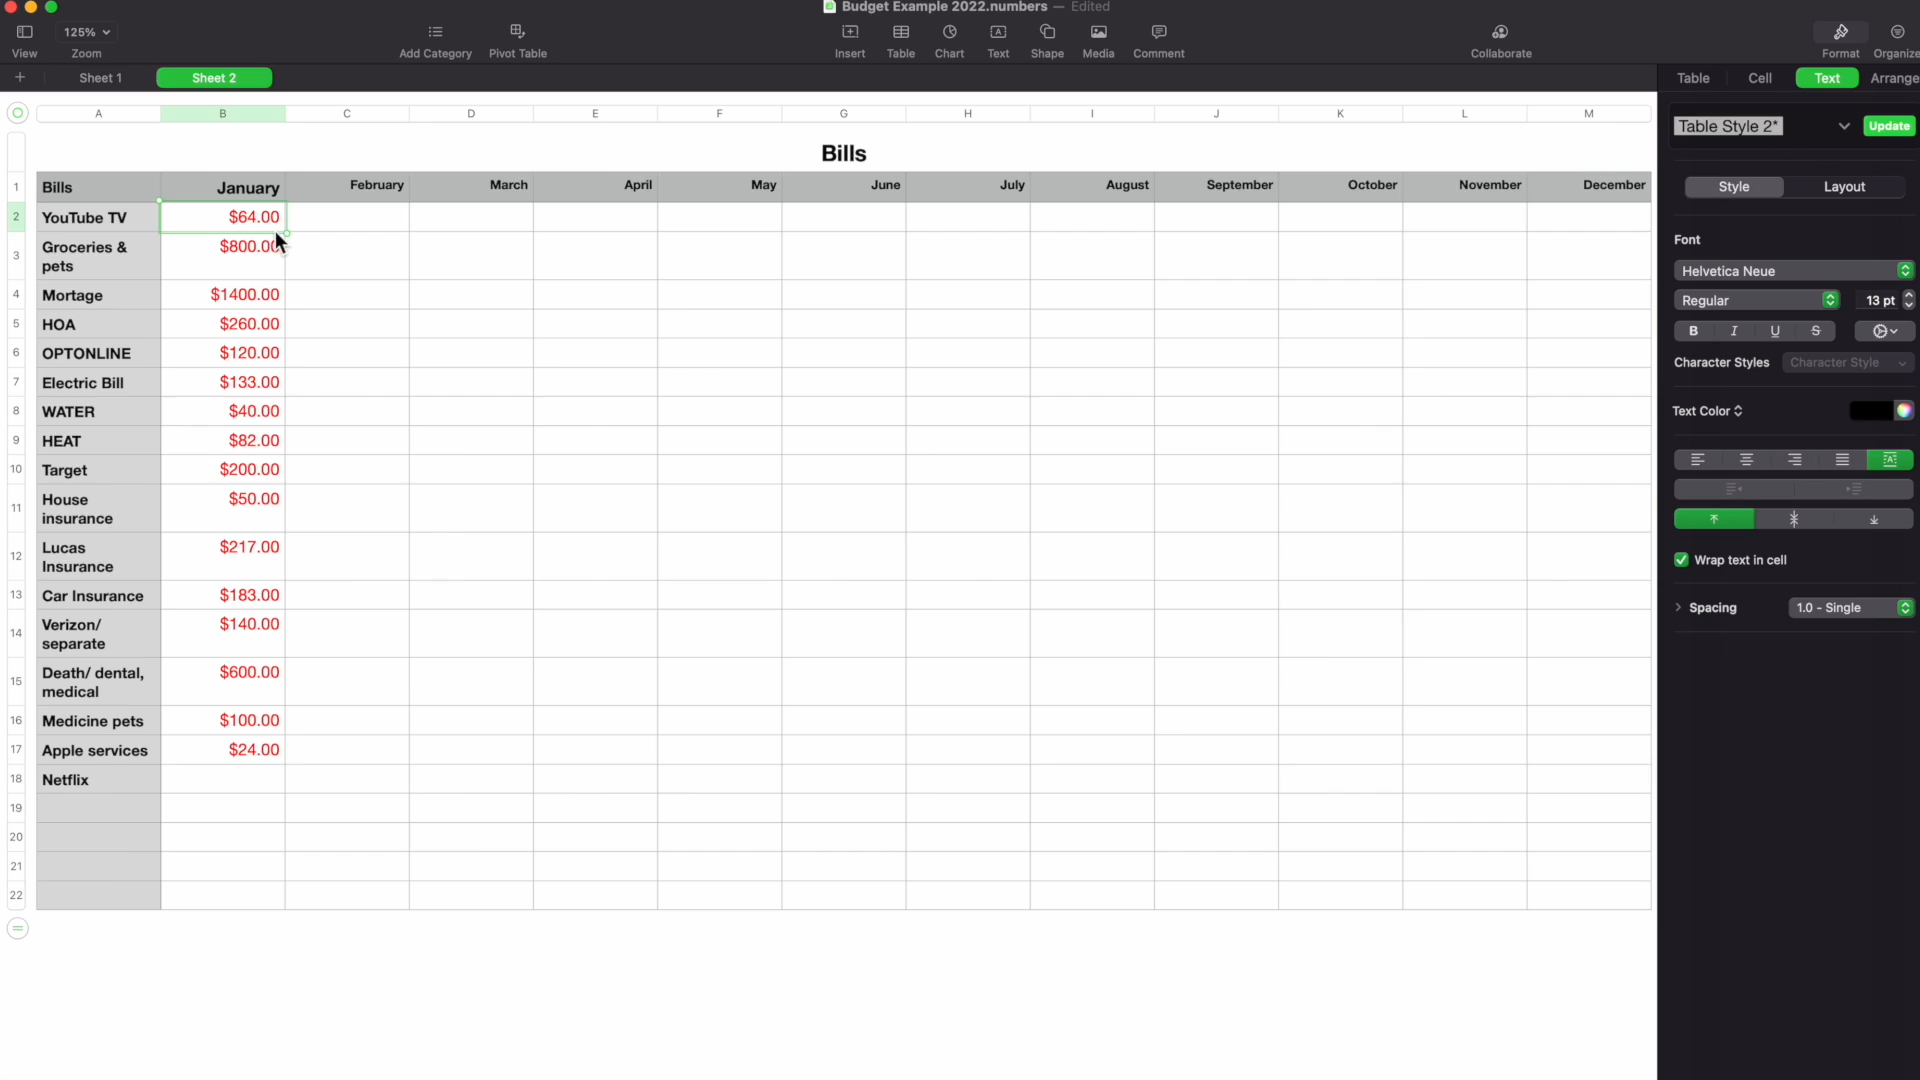 Budget Example 2022.numbers — Edited
125%
View
Zoom
Add Category
Pivot Table
Insert
Table
Chart
Text
Shape
Media
Comment
Collaborate
Format
Organize
Sheet 1
Sheet 2
Table
Cell
Text
Arrange
A B C D E F G H I J K L M
Bills
1 Bills January February March April May June July August September October November December
2 YouTube TV $64.00
3 Groceries & $800.00
pets
4 Mortage $1400.00
5 HOA $260.00
6 OPTONLINE $120.00
7 Electric Bill $133.00
8 WATER $40.00
9 HEAT $82.00
10 Target $200.00
11 House $50.00
insurance
12 Lucas $217.00
Insurance
13 Car Insurance $183.00
14 Verizon/ $140.00
separate
15 Death/ dental, $600.00
medical
16 Medicine pets $100.00
17 Apple services $24.00
18 Netflix
19
20
21
22
Table Style 2*
Update
Style
Layout
Font
Helvetica Neue
Regular
13 pt
B I U S
Character Styles
Character Style
Text Color
Wrap text in cell
Spacing
1.0 - Single